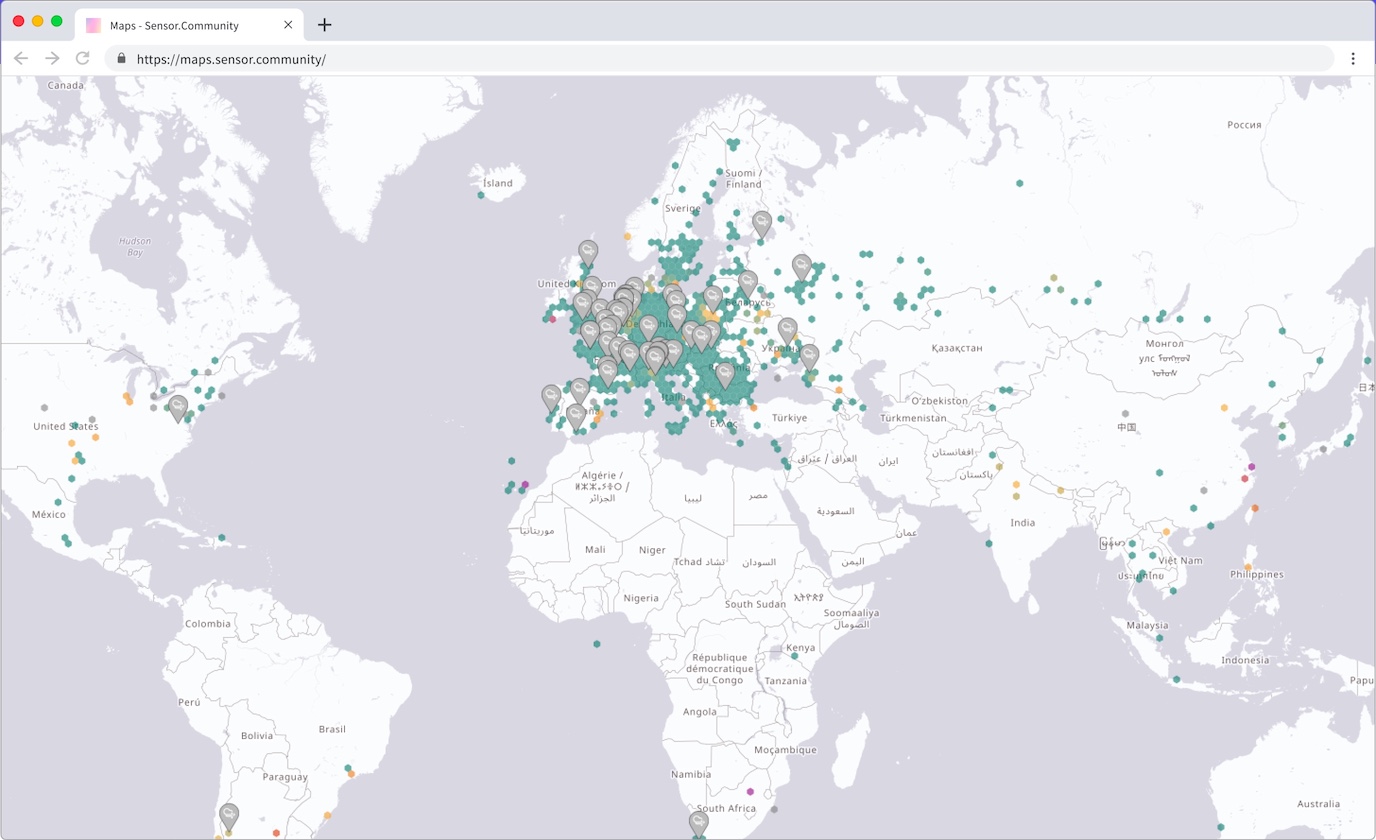 Maps - Sensor.Community
https://maps.sensor.community/
Canada
Россия
Ísland
Suomi /
Finland
Sverige
Hudson
Bay
United
om
Беларусь
Қазақстан
Монгол
улс
O'zbekiston
Türkmenistan
Türkiye
Italia
United States
中国
日本
افغانستان
پاکستان
ایران
العراق / عێراق
Algérie /
ⵍⵣⵣⴰⵢⴻⵔ /
الجزائر
ليبيا
مصر
السعودية
عمان
اليمن
موريتانيا
México
India
Mali
Niger
Tchad تشاد
السودان
Việt Nam
ประเทศไทย
Philippines
Nigeria
South Sudan
Soomaaliya
الصومال
Colombia
Malaysia
Kenya
République
démocratique
du Congo
Indonesia
Tanzania
Papu
Perú
Angola
Brasil
Bolivia
Moçambique
Paraguay
Namibia
South Africa
Australia